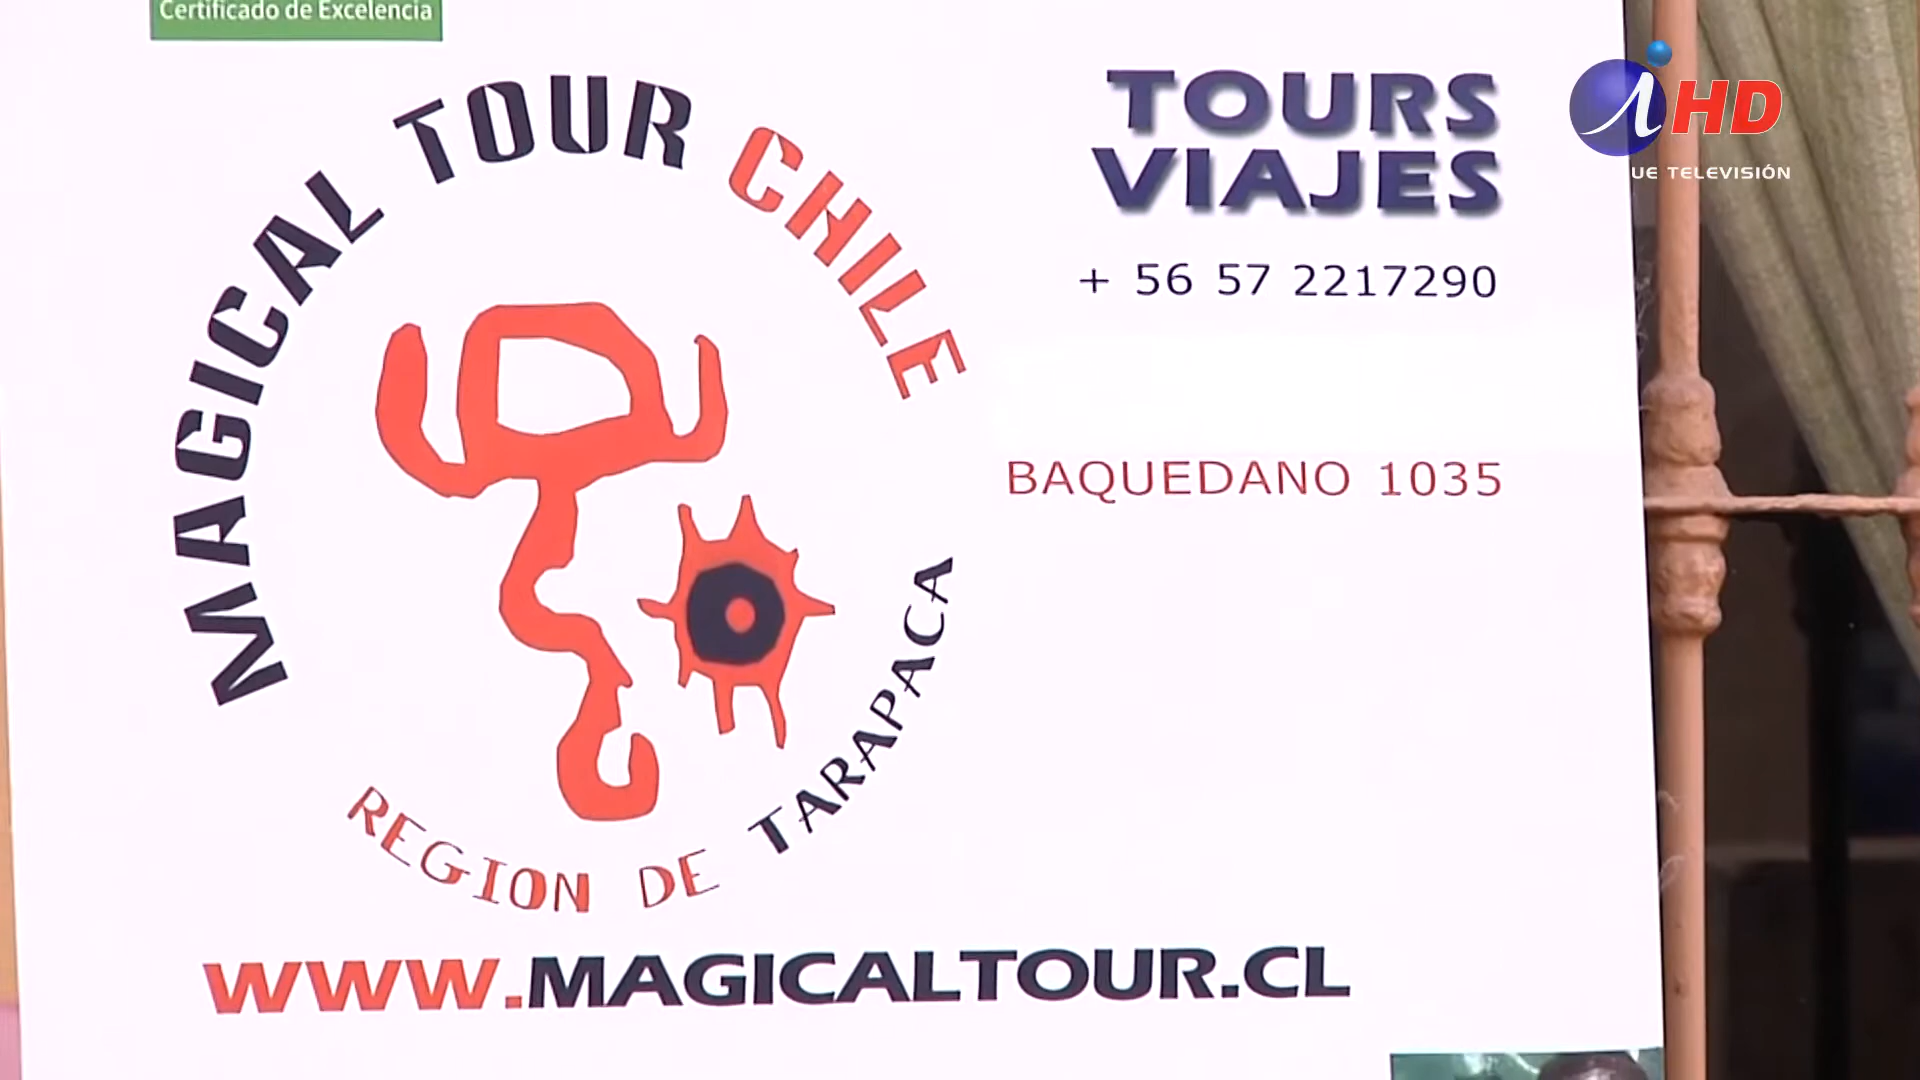 Certificado de Excelencia
MAGICAL TOUR CHILE
REGION DE TARAPACA
TOURS
VIAJES
+ 56 57 2217290
BAQUEDANO 1035
WWW.MAGICALTOUR.CL
i HD
UE TELEVISIÓN